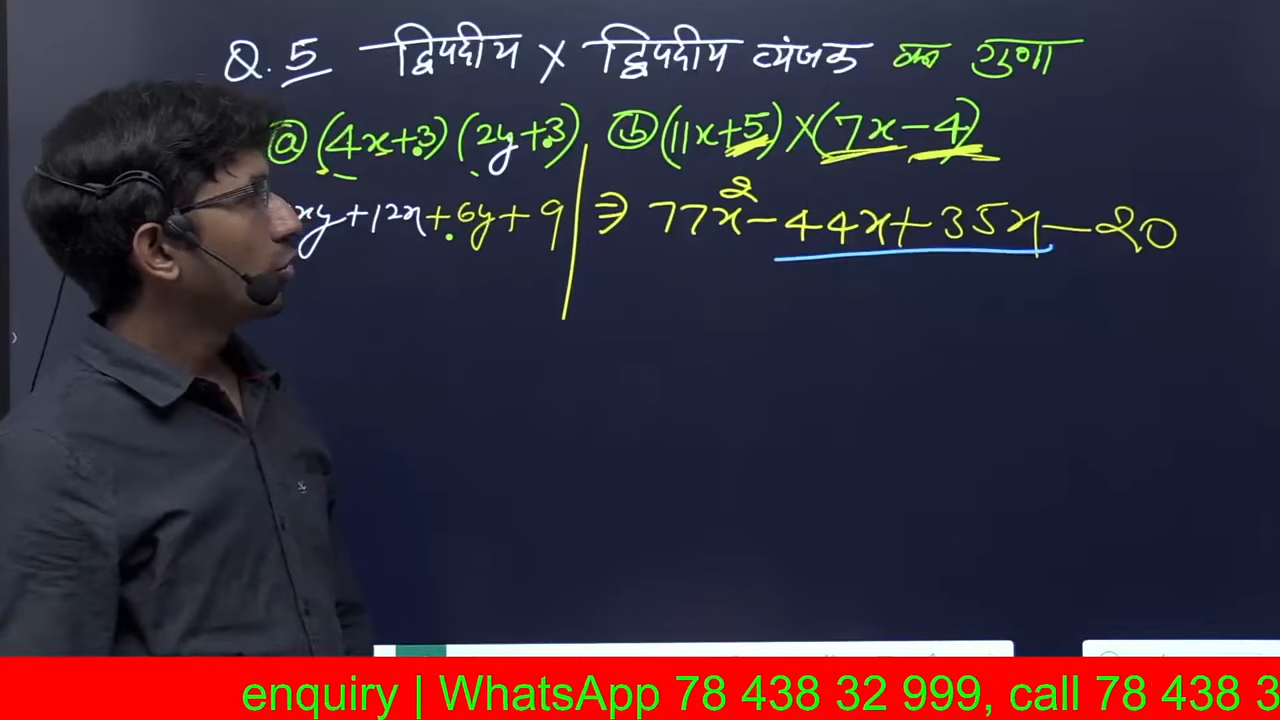 Q. 5 द्विपदीय X द्विपदीय व्यंजक का गुणा
ⓐ (4x+3) (2y+3)
xy+12x+6y+9
ⓑ (11x+5)X(7x-4)
⇒ 77x²-44x+35x-20
enquiry | WhatsApp 78 438 32 999, call 78 438 3